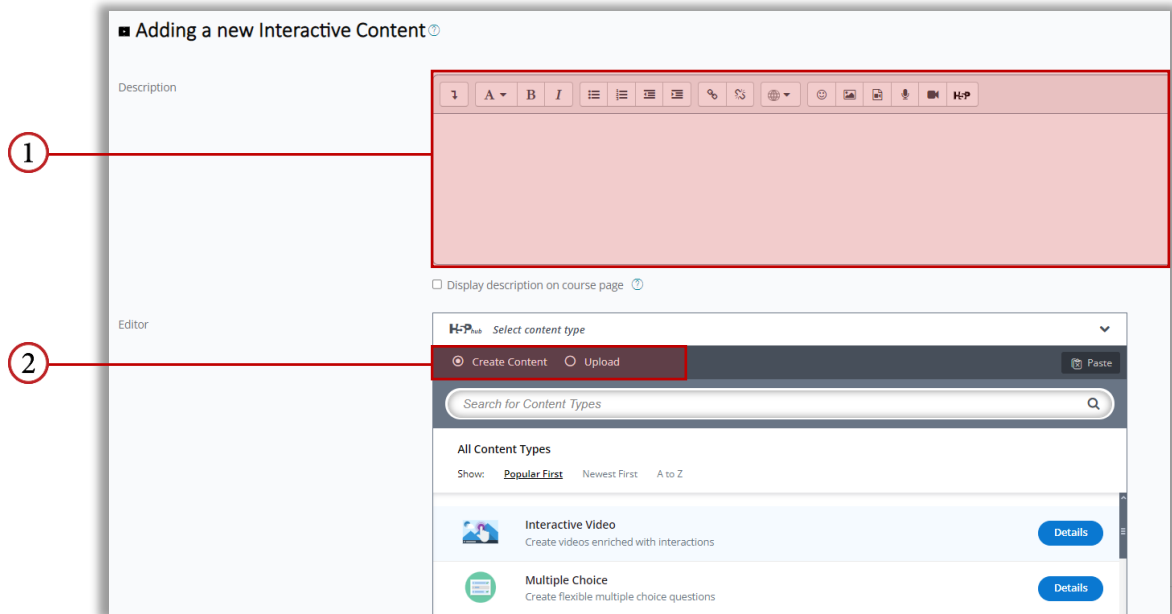 Adding a new Interactive Content
Description
A B I H5P
1
Display description on course page
Editor
H5P hub Select content type
2
Create Content Upload Paste
Search for Content Types
All Content Types
Show: Popular First Newest First A to Z
Interactive Video
Create videos enriched with interactions
Details
Multiple Choice
Create flexible multiple choice questions
Details